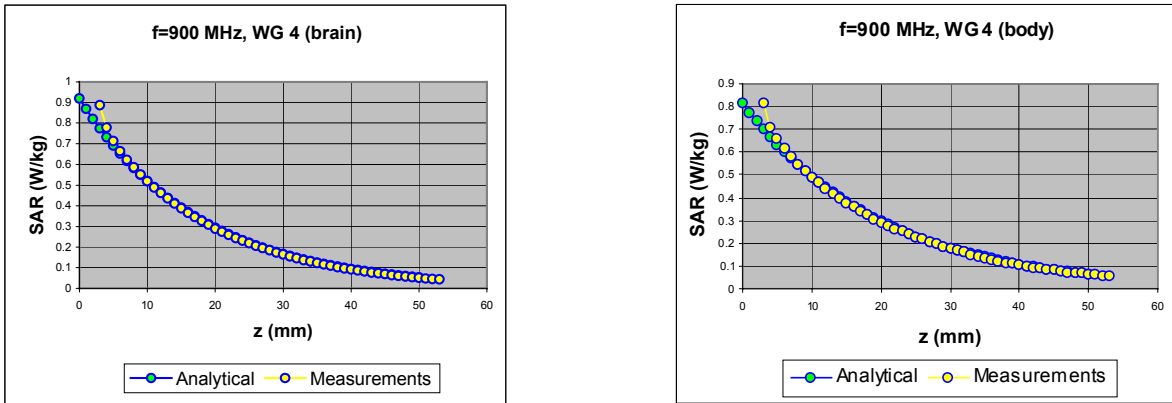 f=900 MHz, WG 4 (brain)
SAR (W/kg)
1
0.9
0.8
0.7
0.6
0.5
0.4
0.3
0.2
0.1
0
0 10 20 30 40 50 60
z (mm)
Analytical Measurements
f=900 MHz, WG 4 (body)
SAR (W/kg)
0.9
0.8
0.7
0.6
0.5
0.4
0.3
0.2
0.1
0
0 10 20 30 40 50 60
z (mm)
Analytical Measurements